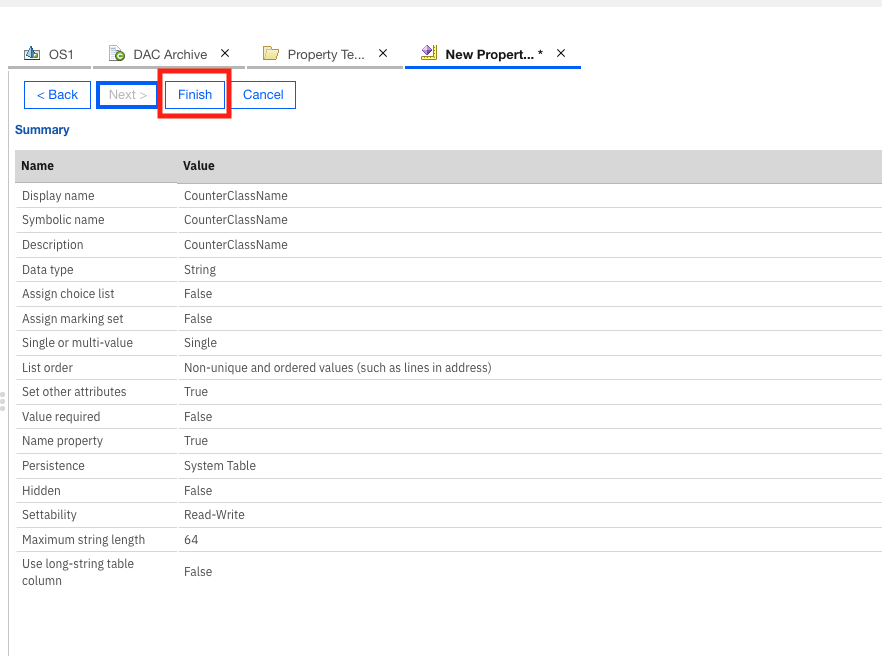 OS1 DAC Archive × Property Te... × New Propert... * ×
< Back Next > Finish Cancel
Summary
Name Value
Display name CounterClassName
Symbolic name CounterClassName
Description CounterClassName
Data type String
Assign choice list False
Assign marking set False
Single or multi-value Single
List order Non-unique and ordered values (such as lines in address)
Set other attributes True
Value required False
Name property True
Persistence System Table
Hidden False
Settability Read-Write
Maximum string length 64
Use long-string table
column False